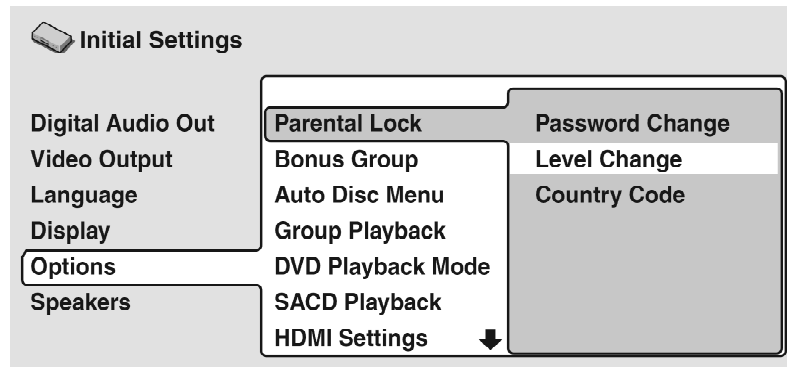 Initial Settings
Digital Audio Out
Video Output
Language
Display
Options
Speakers
Parental Lock
Bonus Group
Auto Disc Menu
Group Playback
DVD Playback Mode
SACD Playback
HDMI Settings
Password Change
Level Change
Country Code